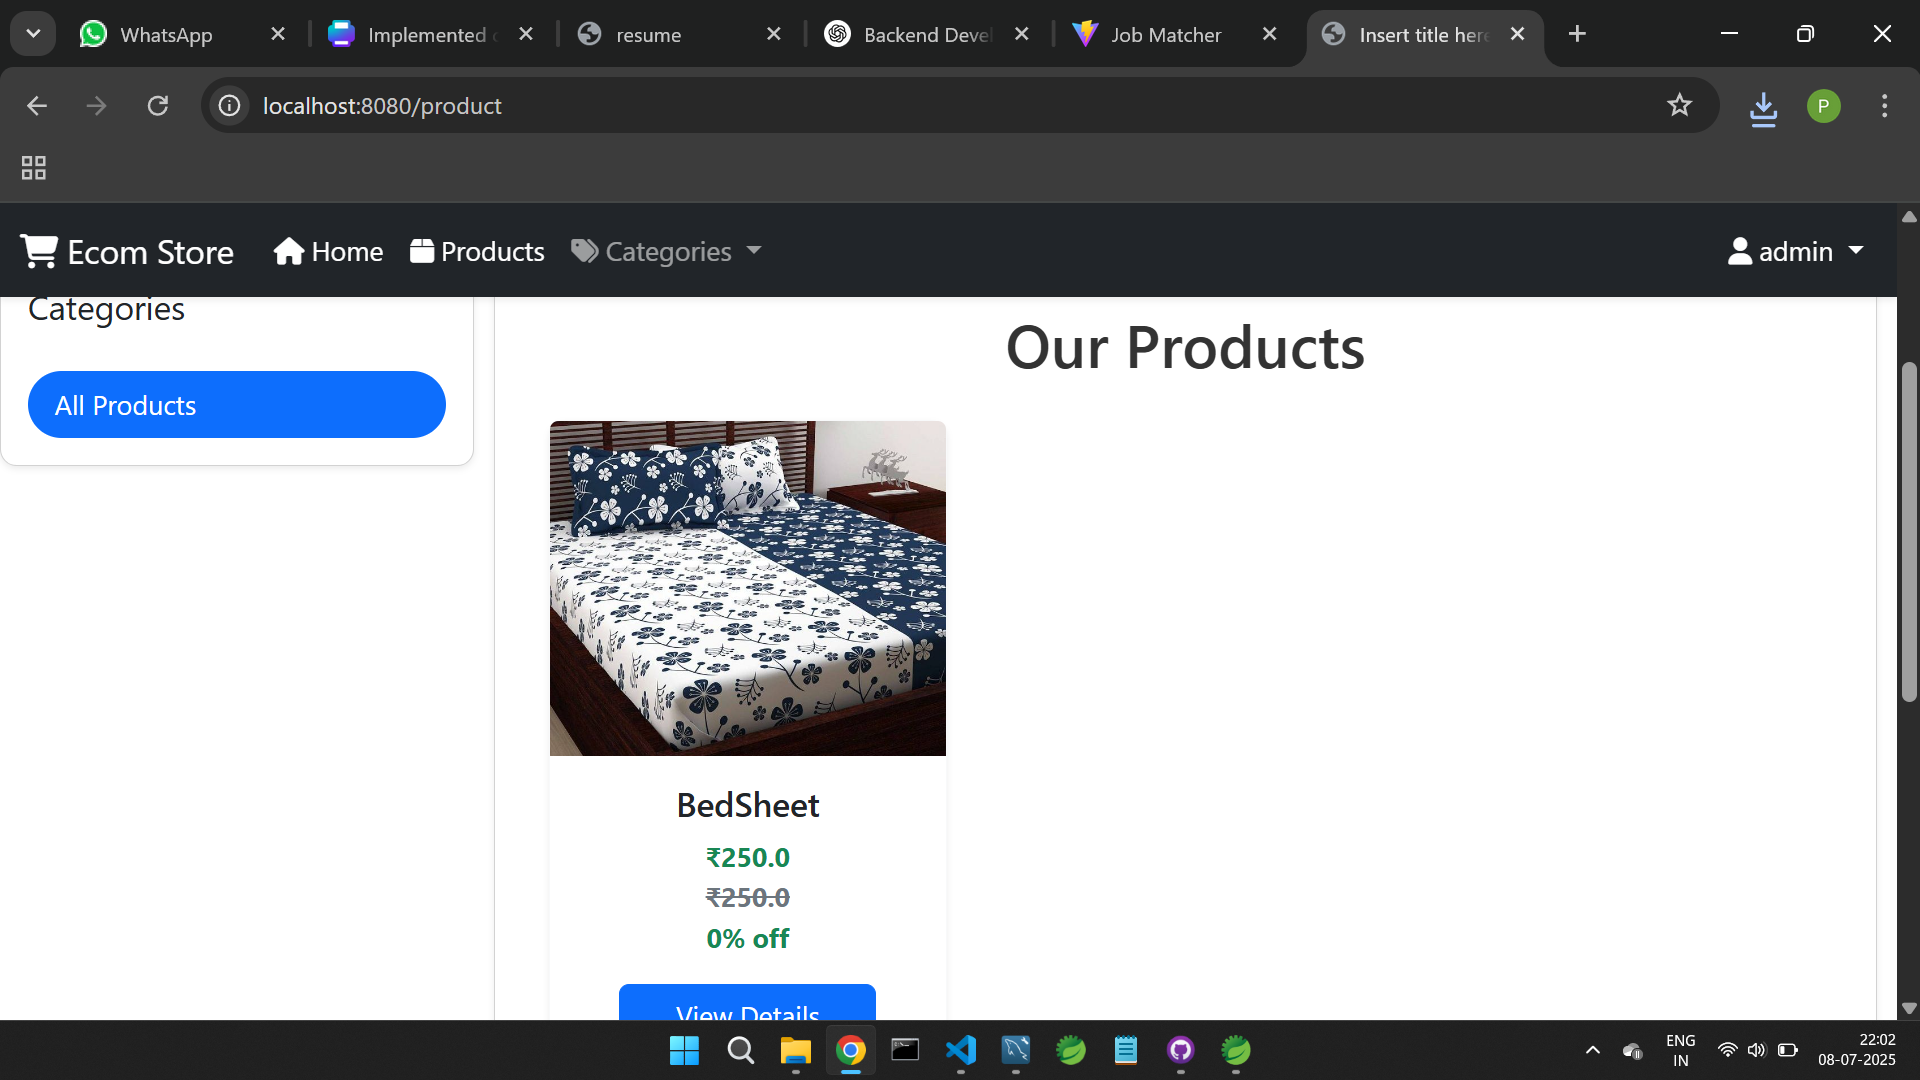 WhatsApp
Implemented
resume
Backend Deve
Job Matcher
Insert title here
localhost:8080/product
P
Ecom Store
Home
Products
Categories
admin
Categories
All Products
Our Products
BedSheet
₹250.0
₹250.0
0% off
View Details
ENG
IN
22:02
08-07-2025